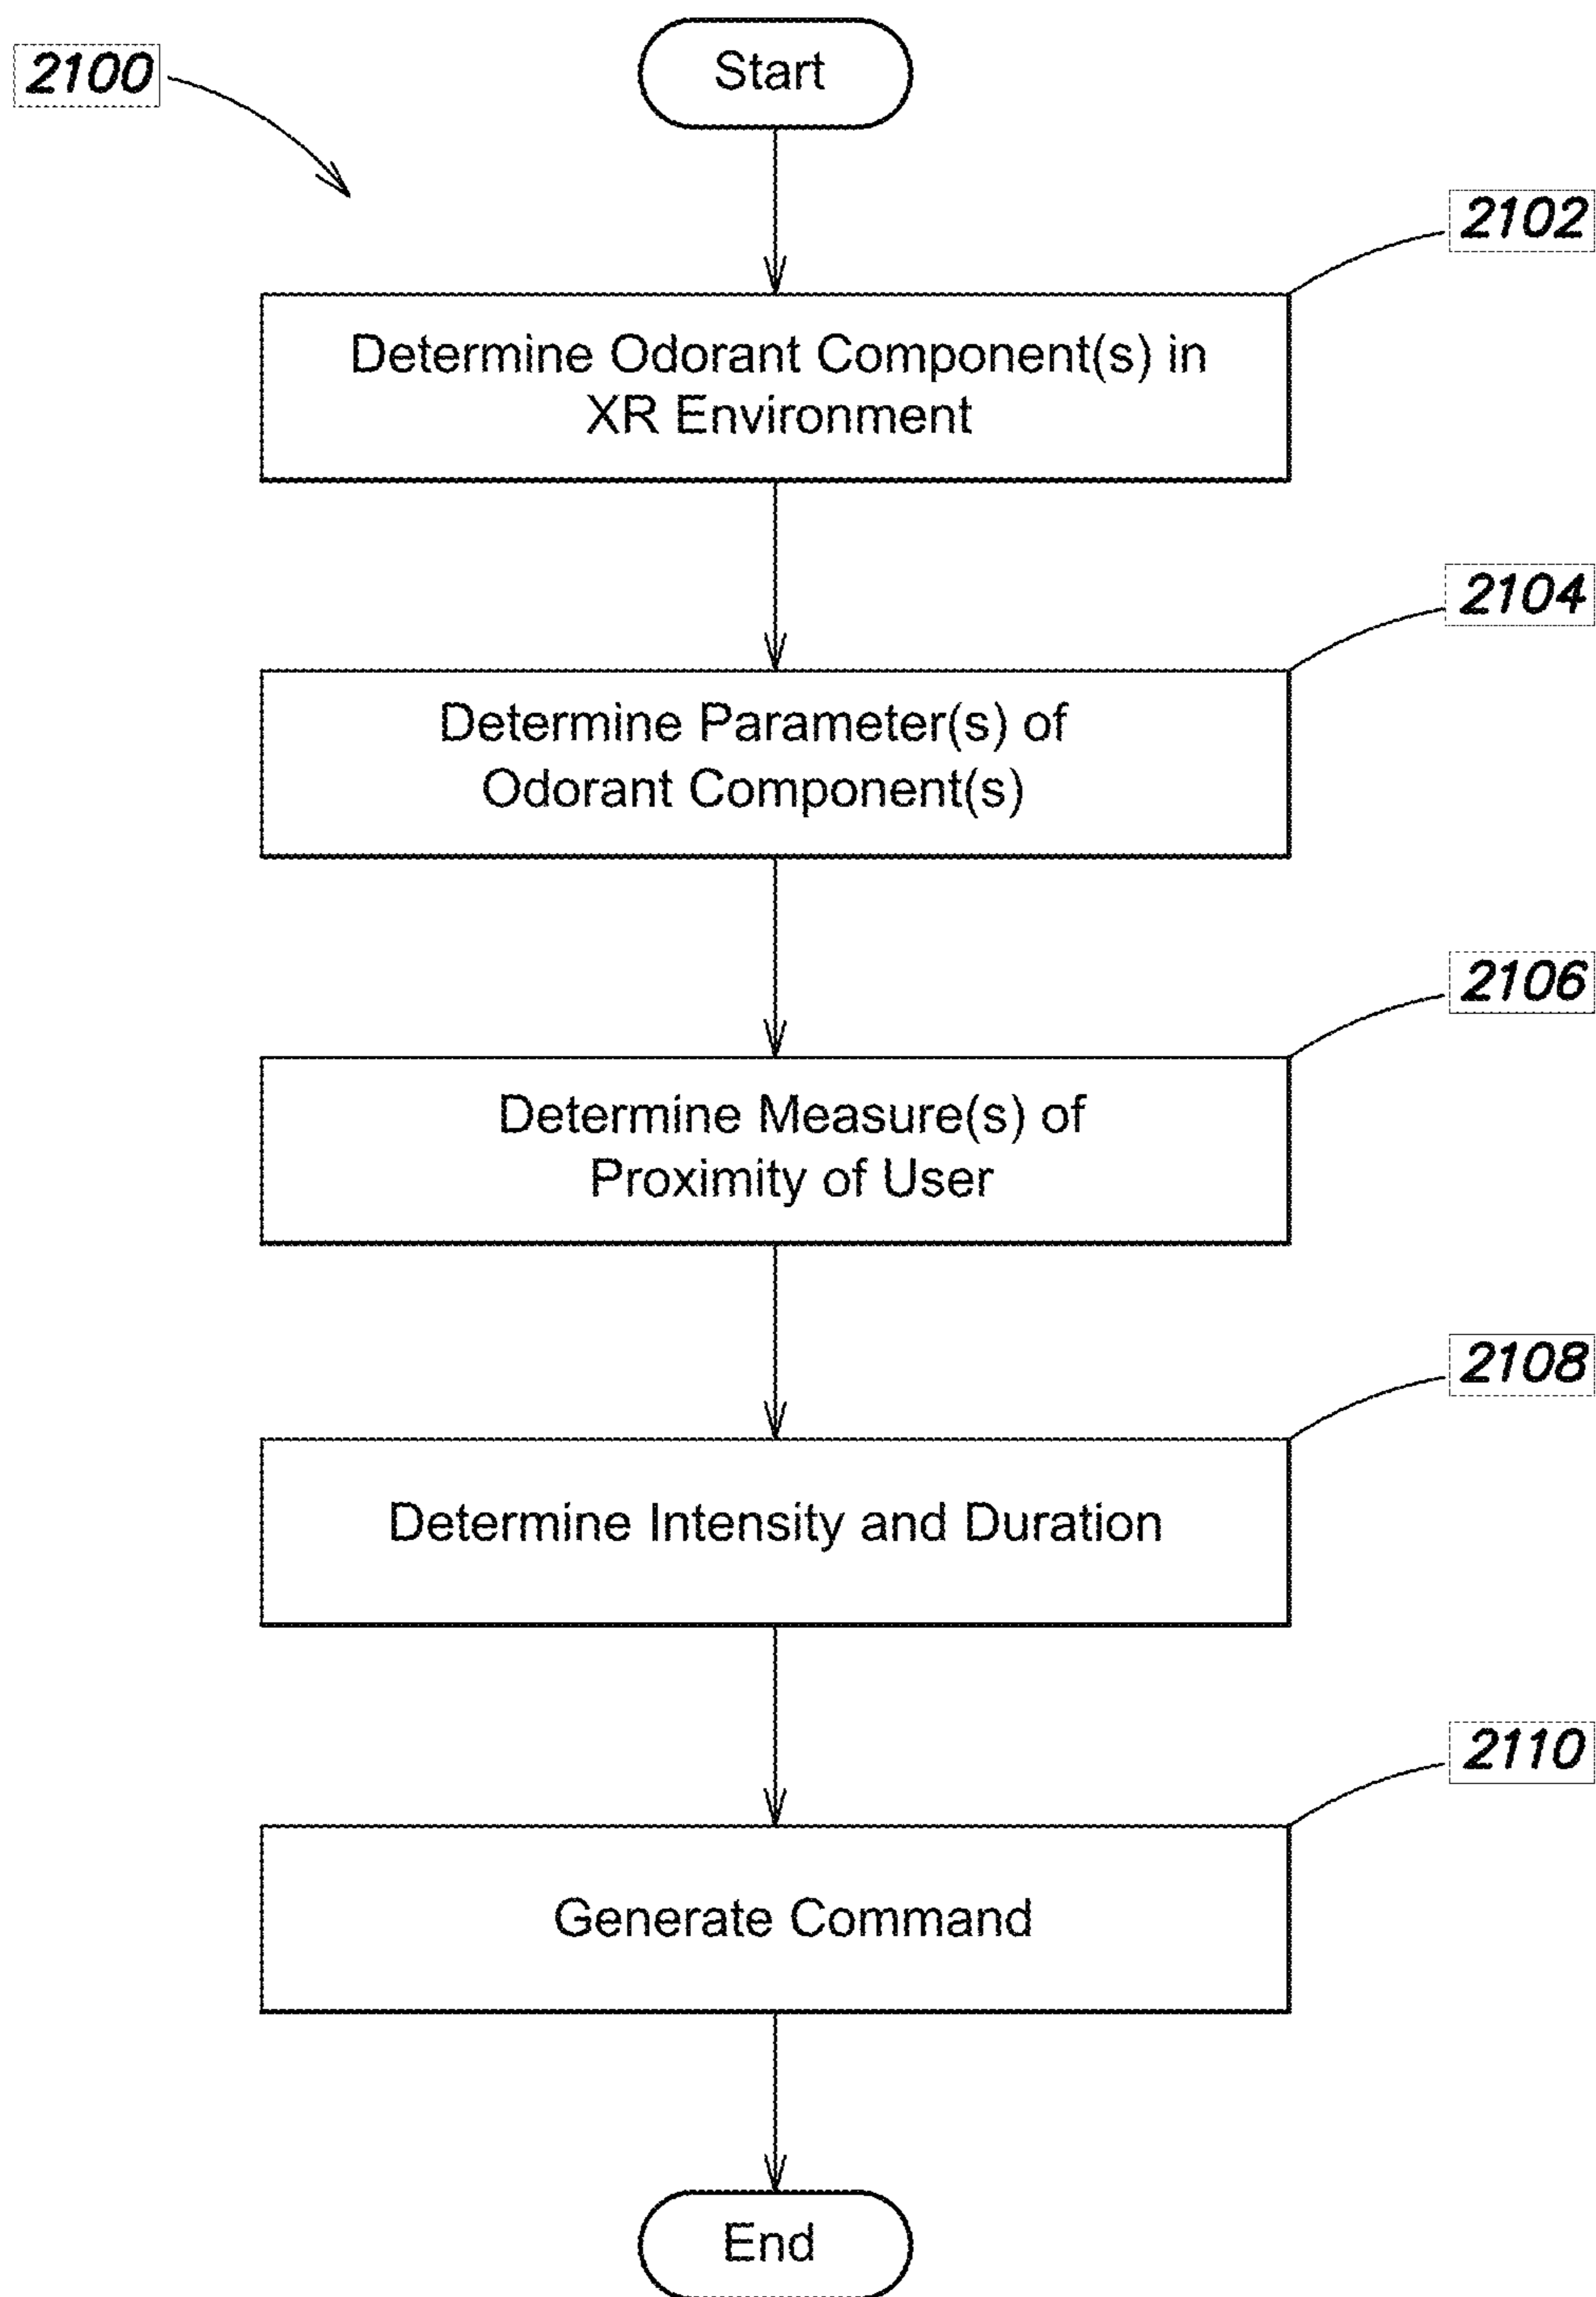 2100
Start
2102
Determine Odorant Component(s) in
XR Environment
2104
Determine Parameter(s) of
Odorant Component(s)
2106
Determine Measure(s) of
Proximity of User
2108
Determine Intensity and Duration
2110
Generate Command
End